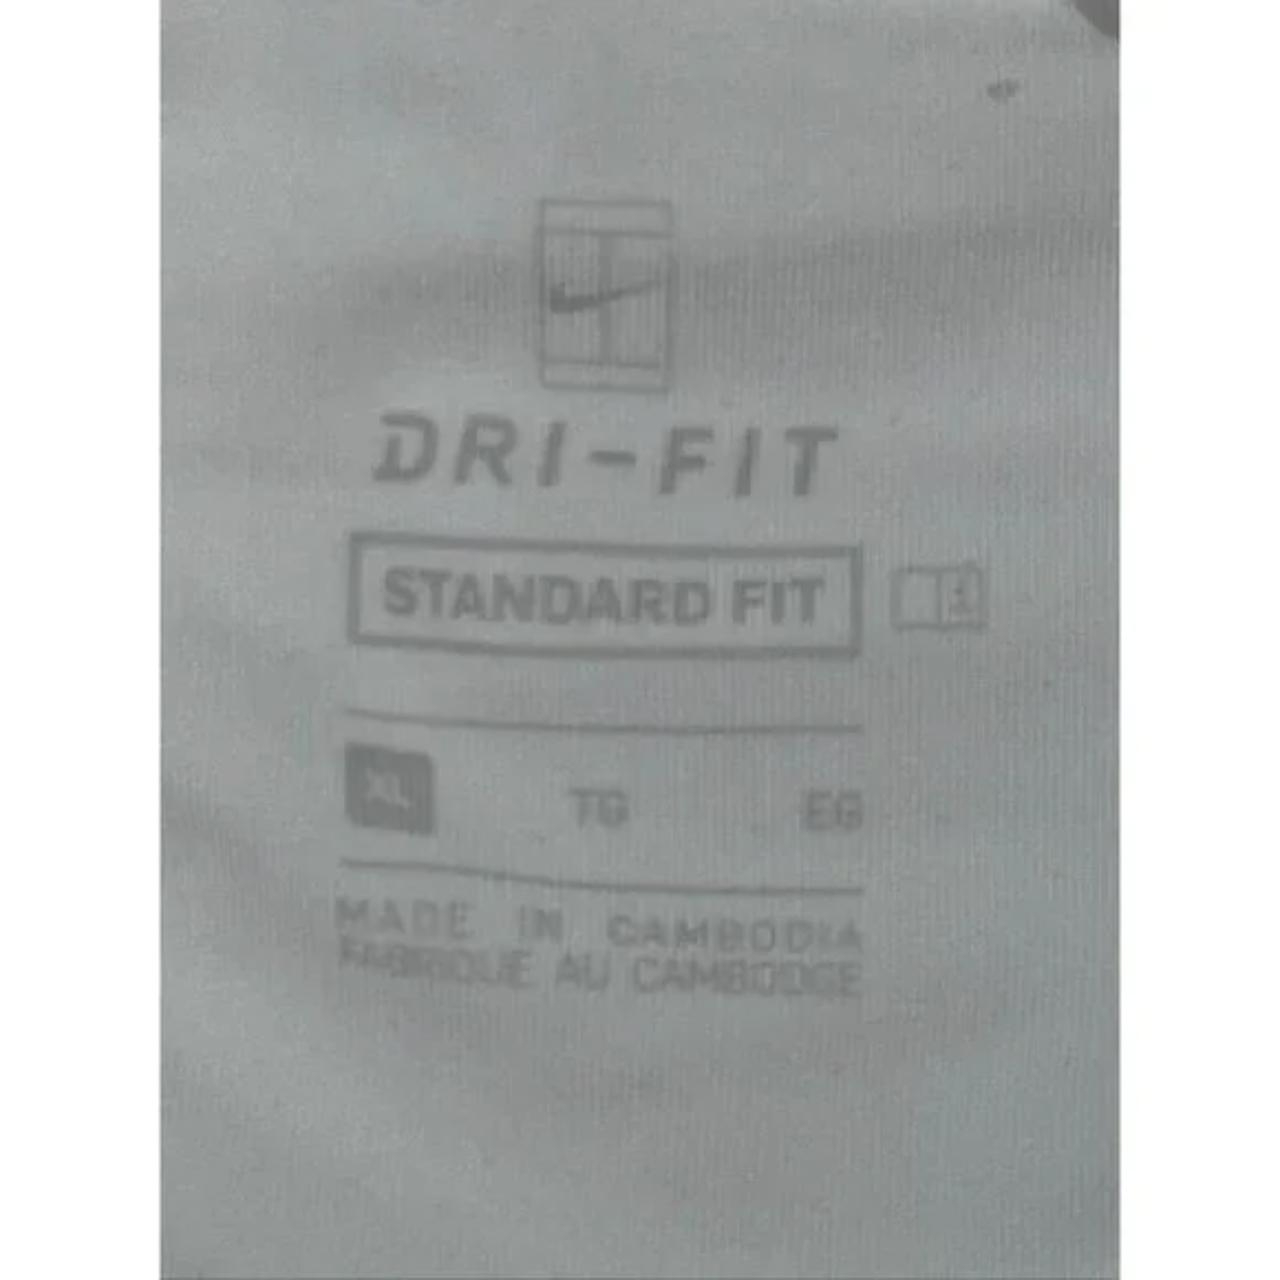 DRI-FIT
STANDARD FIT
XL TG EG
MADE IN CAMBODIA
FABRIQUE AU CAMBODGE